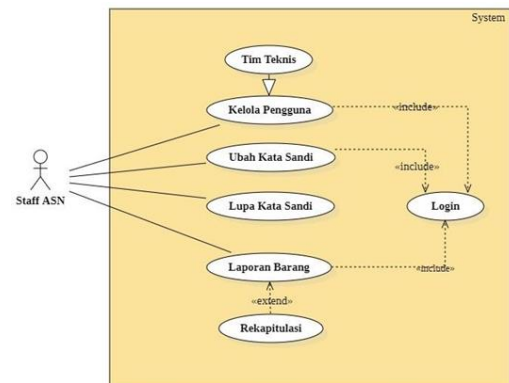 System
Tim Teknis
Kelola Pengguna
«include»
Ubah Kata Sandi
«include»
Staff ASN
Lupa Kata Sandi
Login
Laporan Barang
«include»
«extend»
Rekapitulasi